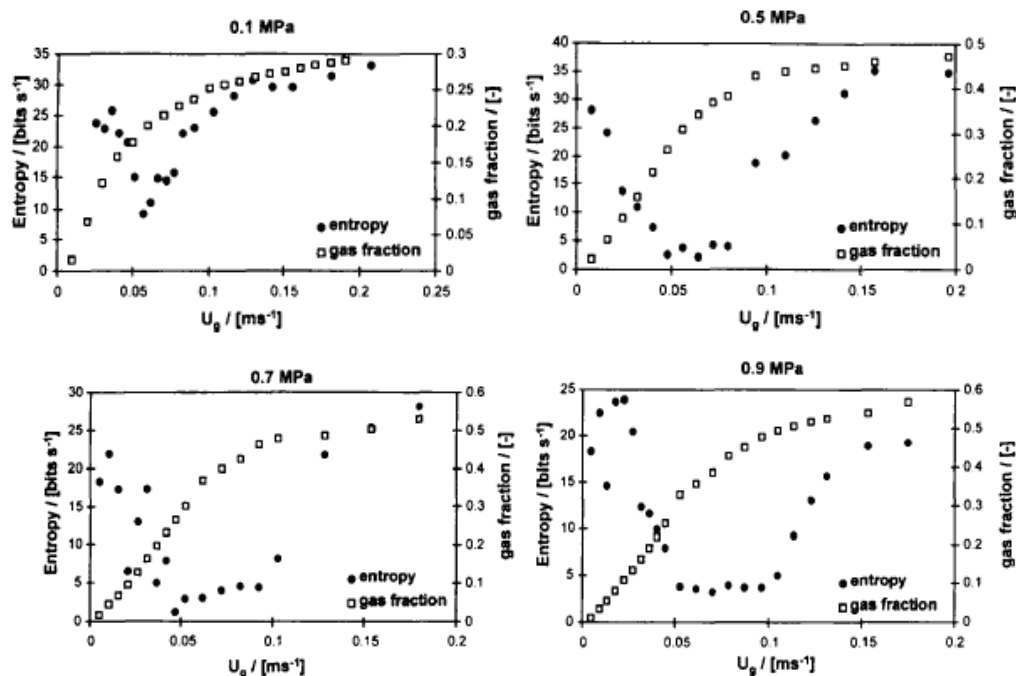 0.1 MPa
35
30
25
20
15
10
5
0
Entropy / [bits s-1]
0.3
0.25
0.2
0.15
0.1
0.05
0
gas fraction / [-]
entropy
gas fraction
0 0.05 0.1 0.15 0.2 0.25
Ug / [ms-1]
0.5 MPa
40
35
30
25
20
15
10
5
0
Entropy / [bits s-1]
0.5
0.4
0.3
0.2
0.1
0
gas fraction / [-]
entropy
gas fraction
0 0.05 0.1 0.15 0.2
Ug / [ms-1]
0.7 MPa
30
25
20
15
10
5
0
Entropy / [bits s-1]
0.6
0.5
0.4
0.3
0.2
0.1
0
gas fraction / [-]
entropy
gas fraction
0 0.05 0.1 0.15 0.2
Ug / [ms-1]
0.9 MPa
25
20
15
10
5
0
Entropy / [bits s-1]
0.6
0.5
0.4
0.3
0.2
0.1
0
gas fraction / [-]
entropy
gas fraction
0 0.05 0.1 0.15 0.2
Ug / [ms-1]